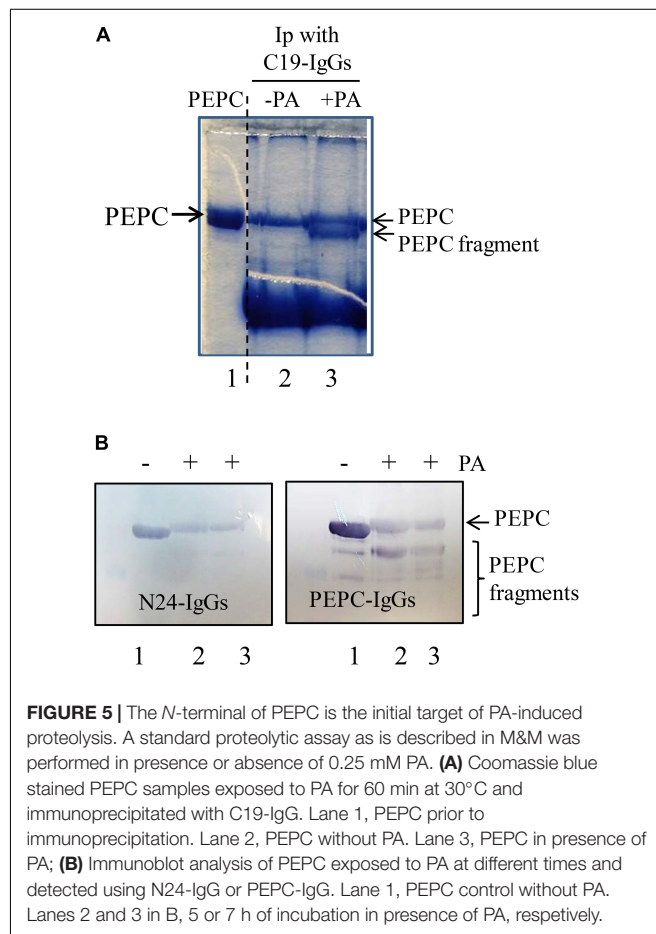 A
Ip with
C19-IgGs
PEPC -PA +PA
PEPC
PEPC
PEPC fragment
1 2 3
B
- + + - + + PA
PEPC
PEPC
fragments
N24-IgGs PEPC-IgGs
1 2 3 1 2 3
FIGURE 5 | The N-terminal of PEPC is the initial target of PA-induced
proteolysis. A standard proteolytic assay as is described in M&M was
performed in presence or absence of 0.25 mM PA. (A) Coomassie blue
stained PEPC samples exposed to PA for 60 min at 30°C and
immunoprecipitated with C19-IgG. Lane 1, PEPC prior to
immunoprecipitation. Lane 2, PEPC without PA. Lane 3, PEPC in presence of
PA; (B) Immunoblot analysis of PEPC exposed to PA at different times and
detected using N24-IgG or PEPC-IgG. Lane 1, PEPC control without PA.
Lanes 2 and 3 in B, 5 or 7 h of incubation in presence of PA, respetively.